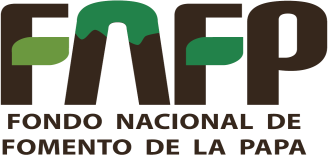 FNFP
FONDO NACIONAL DE
FOMENTO DE LA PAPA